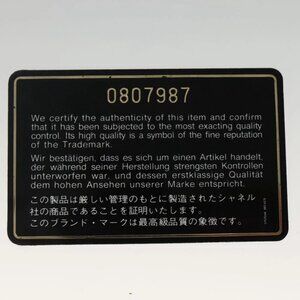 0807987
We certify the authenticity of this item and confirm
that it has been subjected to the most exacting quality
control. Its high quality is a symbol of the fine reputation
of the Trademark.
Wir bestätigen, dass es sich um einen Artikel handelt,
der während seiner Herstellung strengsten Kontrollen
unterworfen war, und dessen erstklassige Qualität
dem hohen Ansehen unserer Marke entspricht.
この製品は厳しい管理のもとに製造されたシャネル
社の商品であることを証明いたします。
このブランド・マークは最高級品質の象徴です。